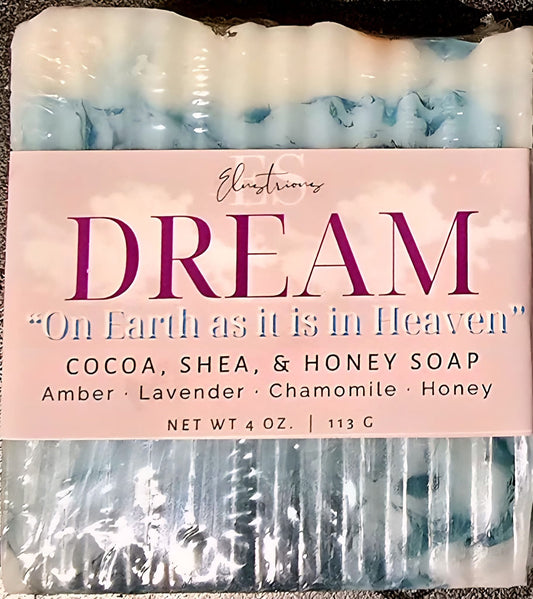 ES
Elustrious
DREAM
“On Earth as it is in Heaven”
COCOA, SHEA, & HONEY SOAP
Amber · Lavender · Chamomile · Honey
NET WT 4 OZ. | 113 G